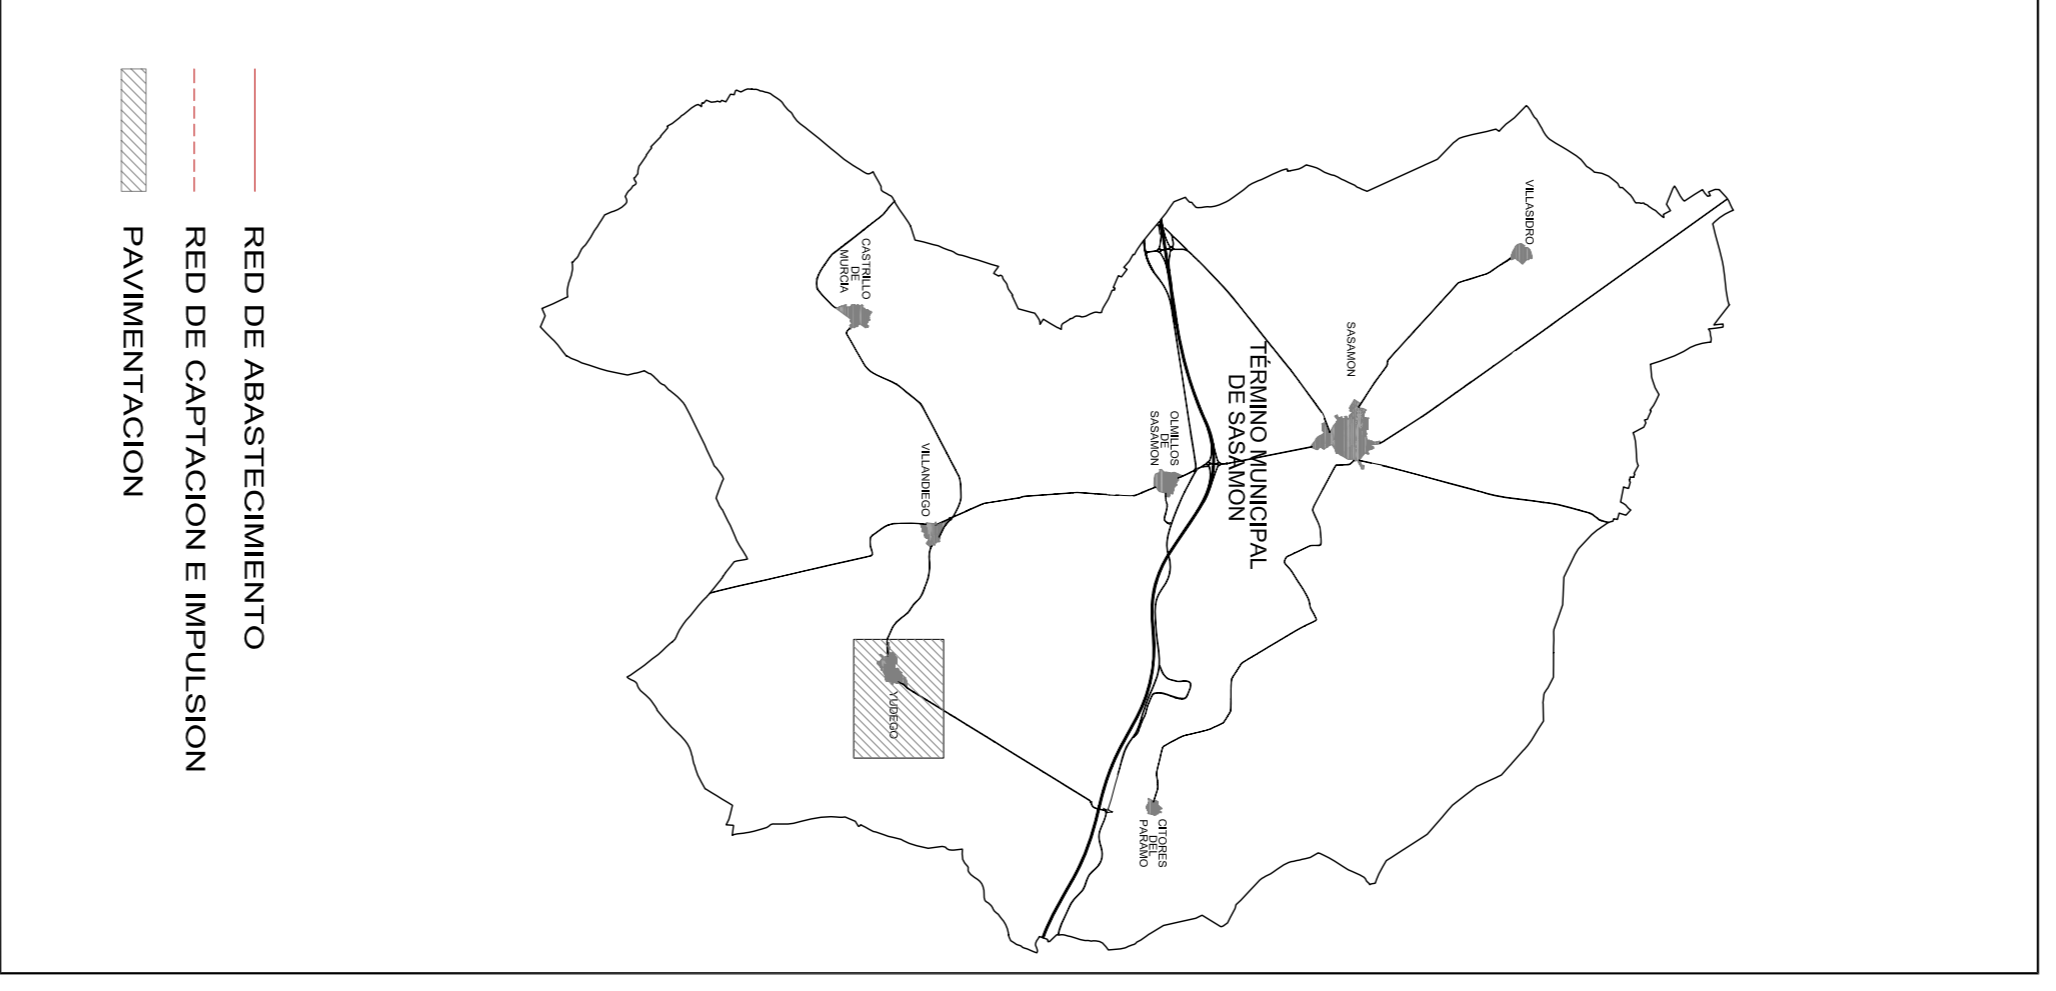 VILLASIDRO
SASAMON
TÉRMINO MUNICIPAL
DE SASAMON
OLMILLOS
DE
SASAMON
CITORES
DEL
PARAMO
VILLANDIEGO
YUDEGO
CASTRILLO
DE
MURCIA
RED DE ABASTECIMIENTO
RED DE CAPTACION E IMPULSION
PAVIMENTACION